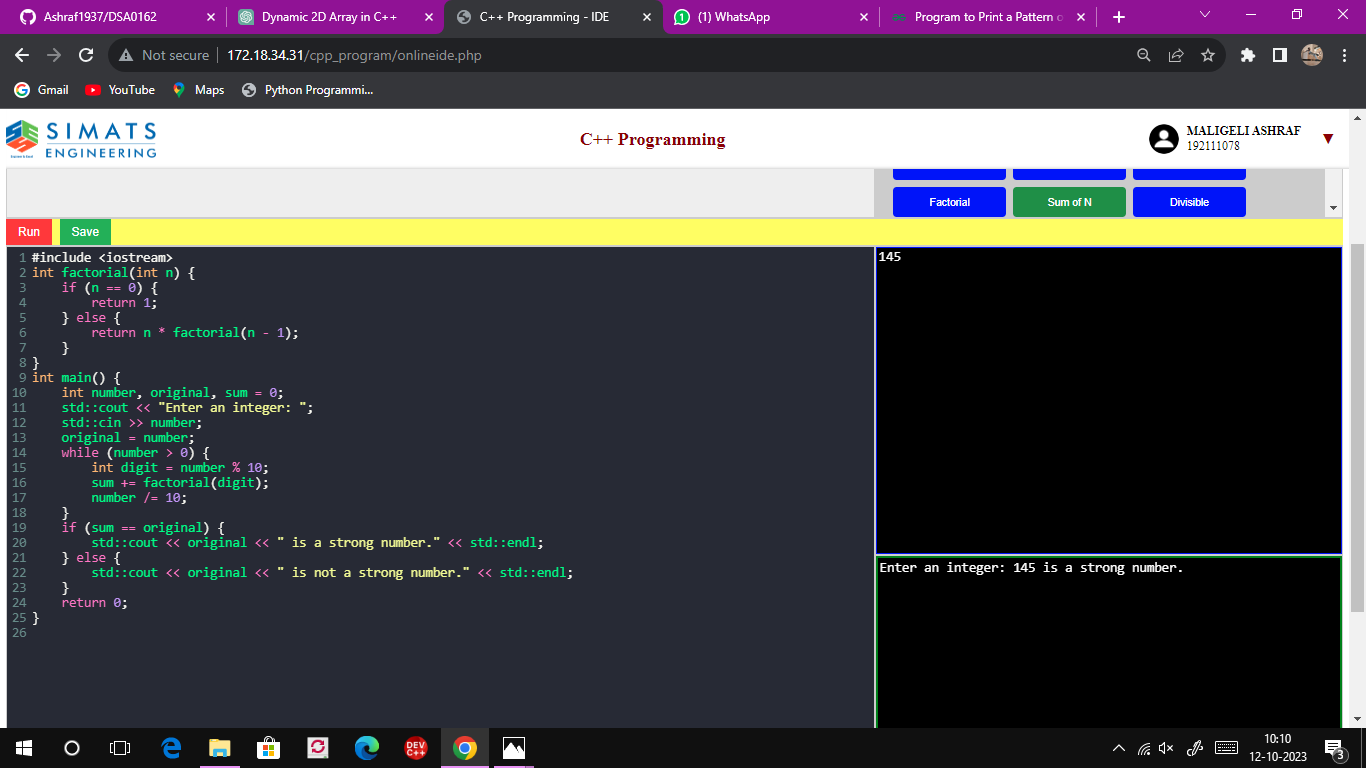 Ashraf1937/DSA0162
Dynamic 2D Array in C++
C++ Programming - IDE
(1) WhatsApp
Program to Print a Pattern o
Not secure
172.18.34.31/cpp_program/onlineide.php
Gmail
YouTube
Maps
Python Programmi...
SIMATS
ENGINEERING
C++ Programming
MALIGELI ASHRAF
192111078
Factorial
Sum of N
Divisible
Run
Save
1 #include <iostream>
2 int factorial(int n) {
3     if (n == 0) {
4         return 1;
5     } else {
6         return n * factorial(n - 1);
7     }
8 }
9 int main() {
10     int number, original, sum = 0;
11     std::cout << "Enter an integer: ";
12     std::cin >> number;
13     original = number;
14     while (number > 0) {
15         int digit = number % 10;
16         sum += factorial(digit);
17         number /= 10;
18     }
19     if (sum == original) {
20         std::cout << original << " is a strong number." << std::endl;
21     } else {
22         std::cout << original << " is not a strong number." << std::endl;
23     }
24     return 0;
25 }
26
145
Enter an integer: 145 is a strong number.
DEV
C++
10:10
12-10-2023
3